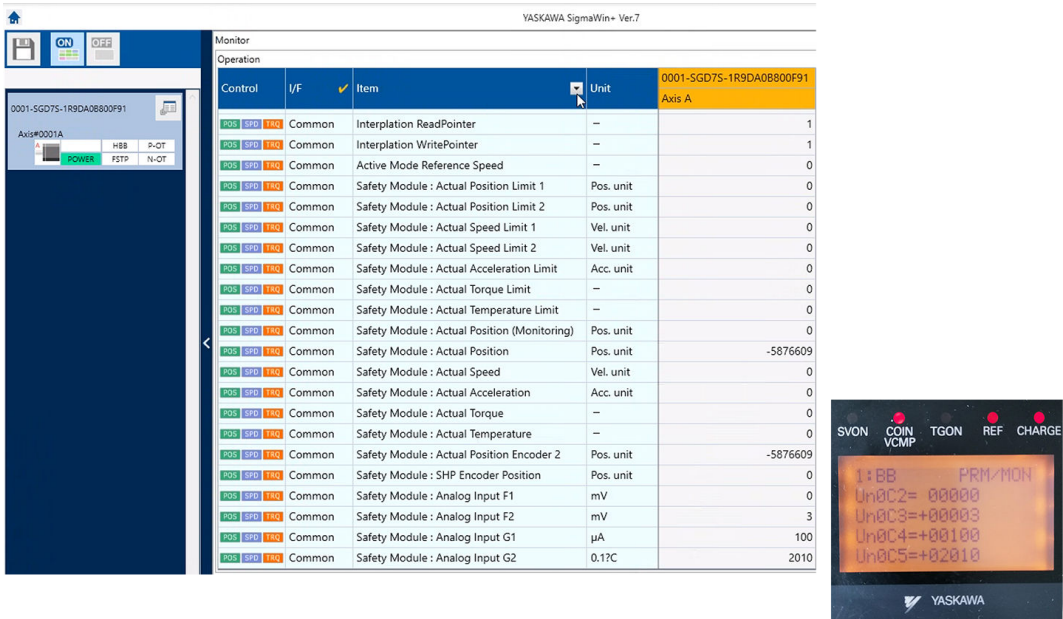 YASKAWA SigmaWin+ Ver.7
ON OFF
0001-SGD7S-1R9DA0B800F91
Axis#0001A
A HBB P-OT
POWER FSTP N-OT
Monitor
Operation
Control I/F Item Unit 0001-SGD7S-1R9DA0B800F91
Axis A
POS SPD TRQ Common Interplation ReadPointer — 1
POS SPD TRQ Common Interplation WritePointer — 1
POS SPD TRQ Common Active Mode Reference Speed — 0
POS SPD TRQ Common Safety Module : Actual Position Limit 1 Pos. unit 0
POS SPD TRQ Common Safety Module : Actual Position Limit 2 Pos. unit 0
POS SPD TRQ Common Safety Module : Actual Speed Limit 1 Vel. unit 0
POS SPD TRQ Common Safety Module : Actual Speed Limit 2 Vel. unit 0
POS SPD TRQ Common Safety Module : Actual Acceleration Limit Acc. unit 0
POS SPD TRQ Common Safety Module : Actual Torque Limit — 0
POS SPD TRQ Common Safety Module : Actual Temperature Limit — 0
POS SPD TRQ Common Safety Module : Actual Position (Monitoring) Pos. unit 0
POS SPD TRQ Common Safety Module : Actual Position Pos. unit -5876609
POS SPD TRQ Common Safety Module : Actual Speed Vel. unit 0
POS SPD TRQ Common Safety Module : Actual Acceleration Acc. unit 0
POS SPD TRQ Common Safety Module : Actual Torque — 0
POS SPD TRQ Common Safety Module : Actual Temperature — 0
POS SPD TRQ Common Safety Module : Actual Position Encoder 2 Pos. unit -5876609
POS SPD TRQ Common Safety Module : SHP Encoder Position Pos. unit 0
POS SPD TRQ Common Safety Module : Analog Input F1 mV 0
POS SPD TRQ Common Safety Module : Analog Input F2 mV 3
POS SPD TRQ Common Safety Module : Analog Input G1 µA 100
POS SPD TRQ Common Safety Module : Analog Input G2 0.1?C 2010
SVON COIN TGON REF CHARGE
VCMP
1:BB PRM/MON
Un0C2= 00000
Un0C3=+00003
Un0C4=+00100
Un0C5=+02010
YASKAWA